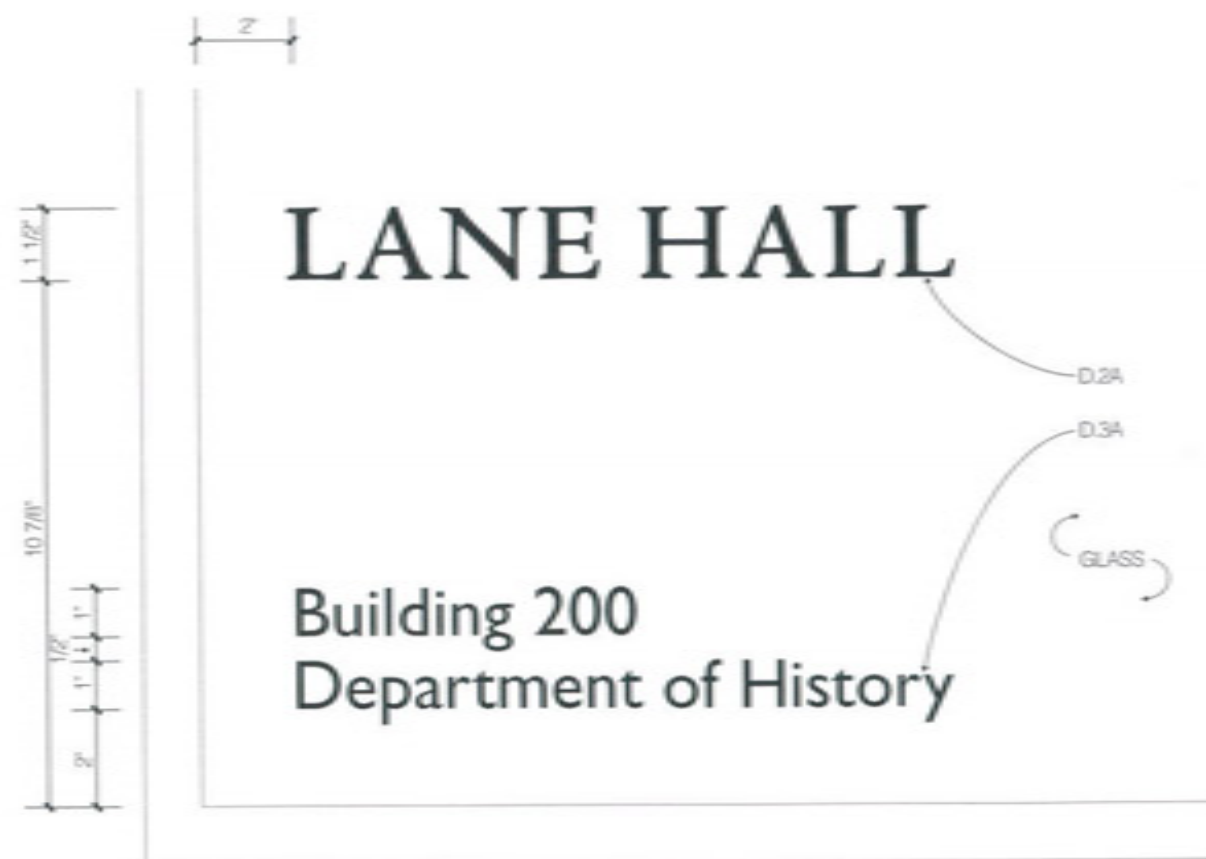 2"
1 1/2"
LANE HALL
D.2A
D.3A
10 7/8"
GLASS
1"
Building 200
1/2"
1"
Department of History
2"